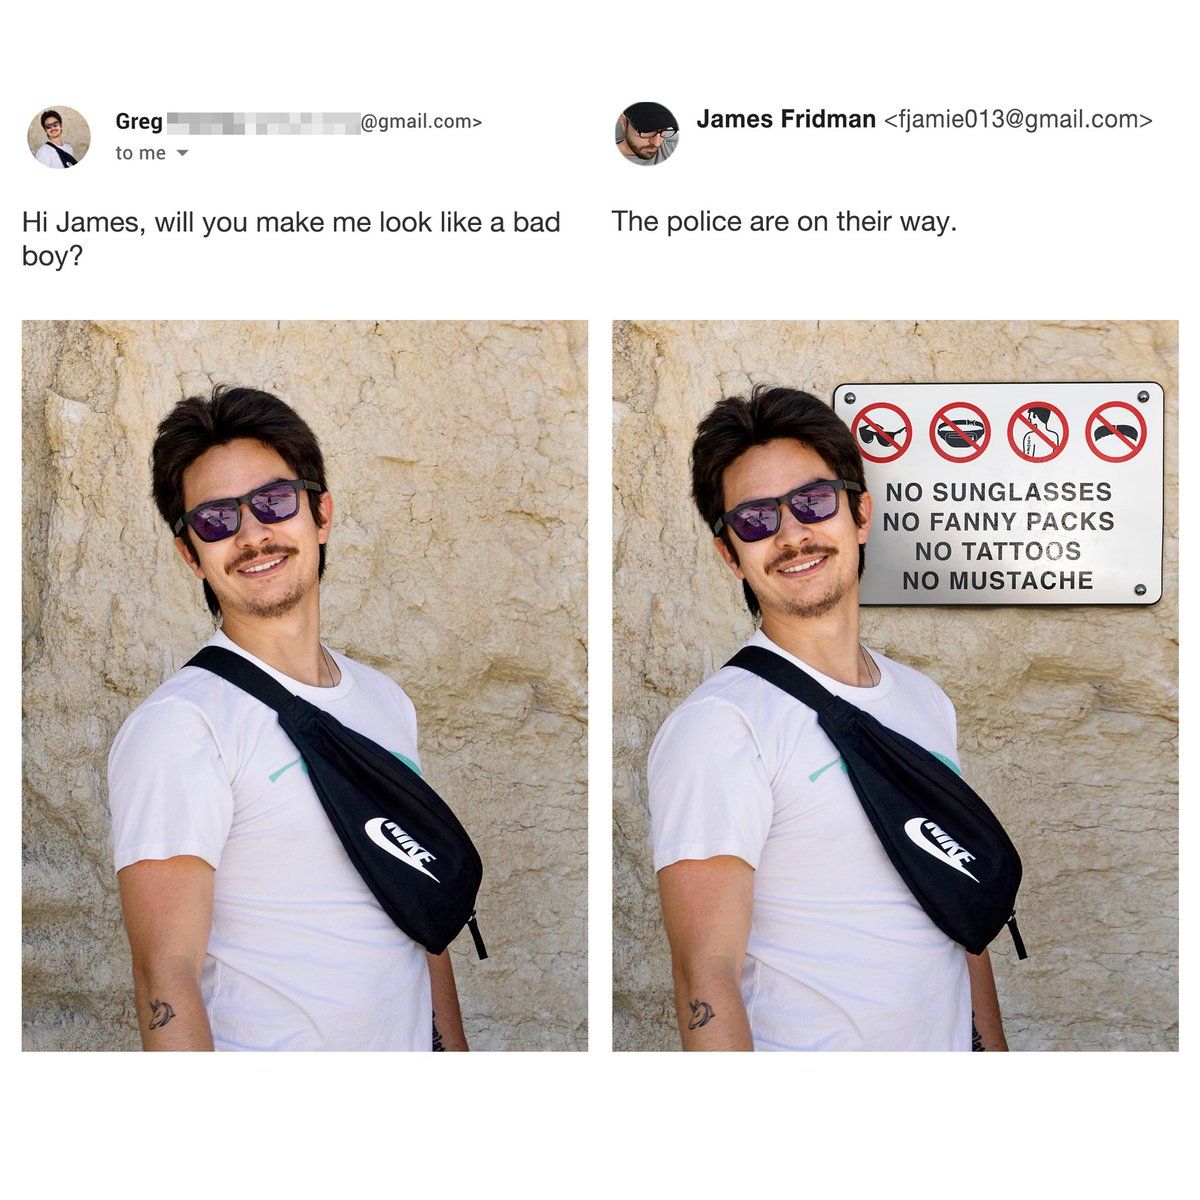 Greg @gmail.com>
to me
Hi James, will you make me look like a bad
boy?
James Fridman <fjamie013@gmail.com>
The police are on their way.
NIKE
NO SUNGLASSES
NO FANNY PACKS
NO TATTOOS
NO MUSTACHE
NIKE